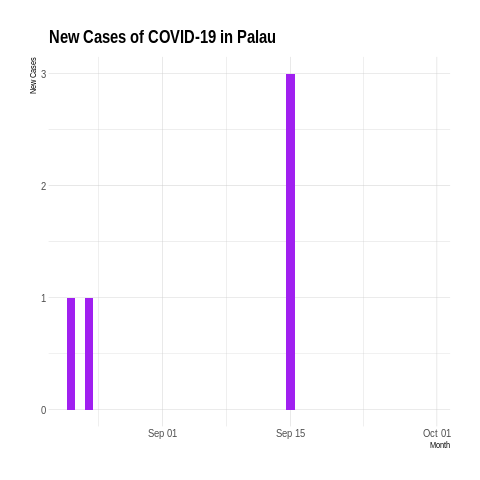 New Cases of COVID-19 in Palau
New Cases
3
2
1
0
Sep 01
Sep 15
Oct 01
Month